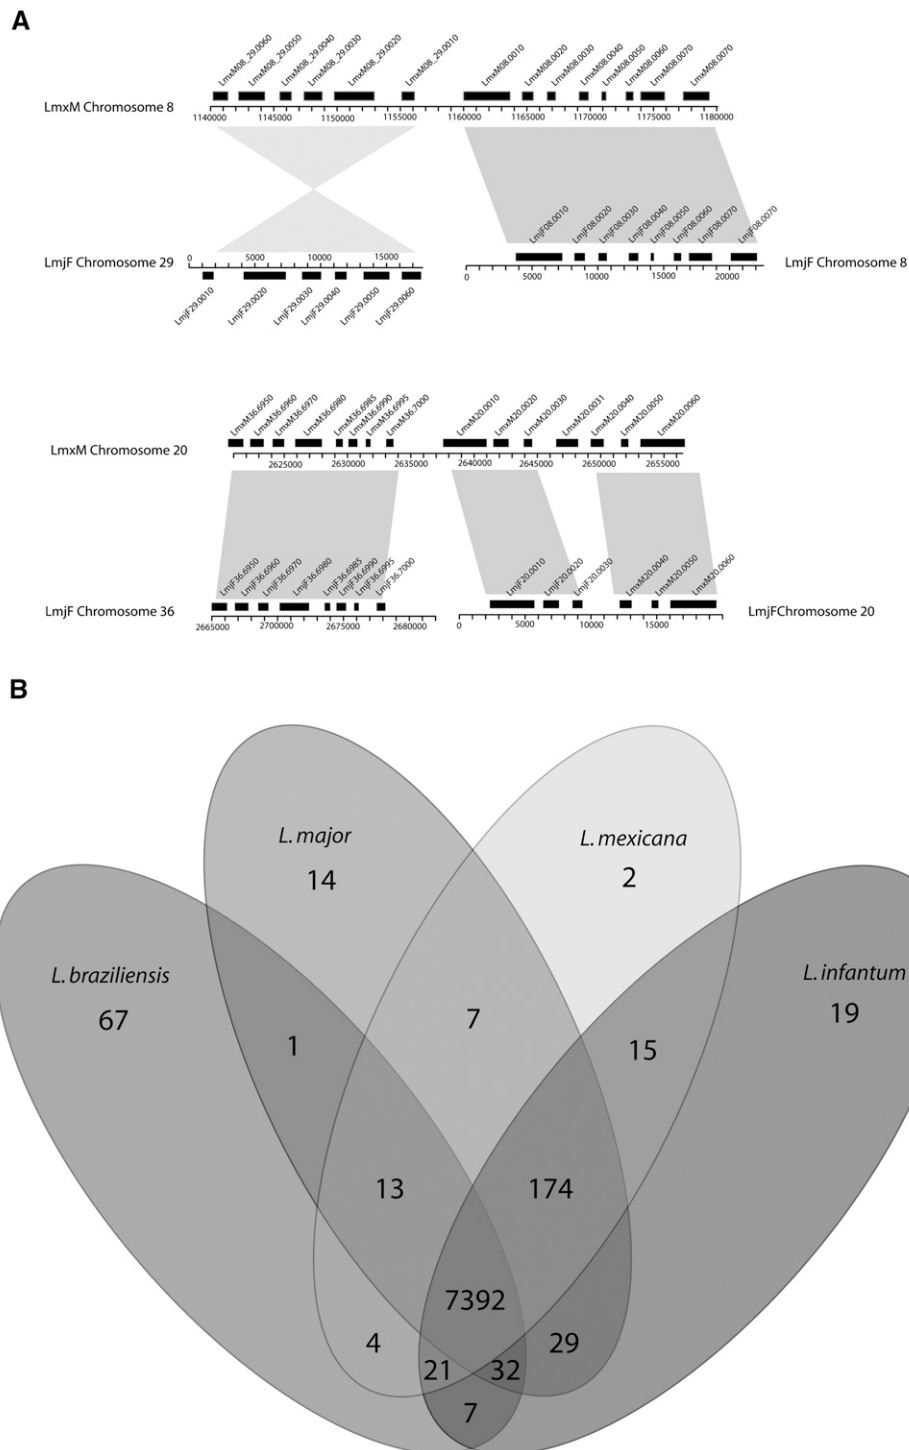 A
LmxM08_29.0060 LmxM08_29.0050 LmxM08_29.0040 LmxM08_29.0030 LmxM08_29.0020 LmxM08_29.0010 LmxM08.0010 LmxM08.0020 LmxM08.0030 LmxM08.0040 LmxM08.0050 LmxM08.0060 LmxM08.0070 LmxM08.0070
LmxM Chromosome 8
1140000 1145000 1150000 1155000 1160000 1165000 1170000 1175000 1180000
LmjF08.0010 LmjF08.0020 LmjF08.0030 LmjF08.0040 LmjF08.0050 LmjF08.0060 LmjF08.0070 LmjF08.0070
LmjF Chromosome 29
0 5000 10000 15000
LmjF29.0010 LmjF29.0020 LmjF29.0030 LmjF29.0040 LmjF29.0050 LmjF29.0060
0 5000 10000 15000 20000
LmjF Chromosome 8
LmxM36.6950 LmxM36.6960 LmxM36.6970 LmxM36.6980 LmxM36.6985 LmxM36.6990 LmxM36.6995 LmxM36.7000 LmxM20.0010 LmxM20.0020 LmxM20.0030 LmxM20.0031 LmxM20.0040 LmxM20.0050 LmxM20.0060
LmxM Chromosome 20
2625000 2630000 2635000 2640000 2645000 2650000 2655000
LmjF36.6950 LmjF36.6960 LmjF36.6970 LmjF36.6980 LmjF36.6985 LmjF36.6990 LmjF36.6995 LmjF36.7000 LmjF20.0010 LmjF20.0020 LmjF20.0030 LmxM20.0040 LmxM20.0050 LmxM20.0060
LmjF Chromosome 36
2665000 2700000 2675000 2680000
0 5000 10000 15000
LmjFChromosome 20
B
L. major
14
L. mexicana
2
L. braziliensis
67
L. infantum
19
1
7
15
13
174
7392
4
29
21
32
7